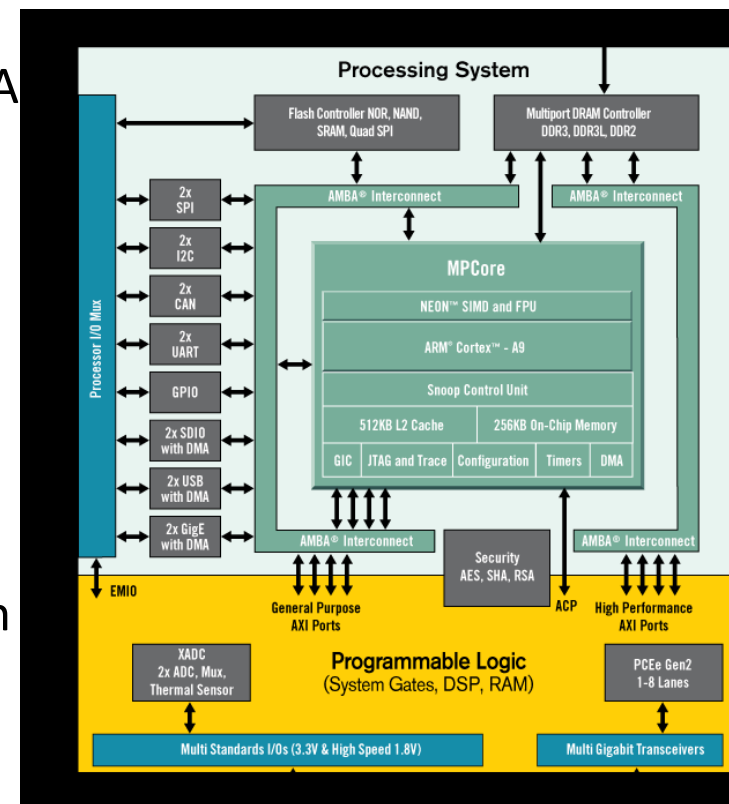 A
n
Processing System
Flash Controller NOR, NAND,
SRAM, Quad SPI
Multiport DRAM Controller
DDR3, DDR3L, DDR2
AMBA® Interconnect
AMBA® Interconnect
Processor I/O Mux
2x
SPI
2x
I2C
2x
CAN
2x
UART
GPIO
2x SDIO
with DMA
2x USB
with DMA
2x GigE
with DMA
MPCore
NEON™ SIMD and FPU
ARM® Cortex™ - A9
Snoop Control Unit
512KB L2 Cache
256KB On-Chip Memory
GIC
JTAG and Trace
Configuration
Timers
DMA
AMBA® Interconnect
Security
AES, SHA, RSA
AMBA® Interconnect
EMIO
General Purpose
AXI Ports
ACP
High Performance
AXI Ports
XADC
2x ADC, Mux,
Thermal Sensor
Programmable Logic
(System Gates, DSP, RAM)
PCEe Gen2
1-8 Lanes
Multi Standards I/Os (3.3V & High Speed 1.8V)
Multi Gigabit Transceivers